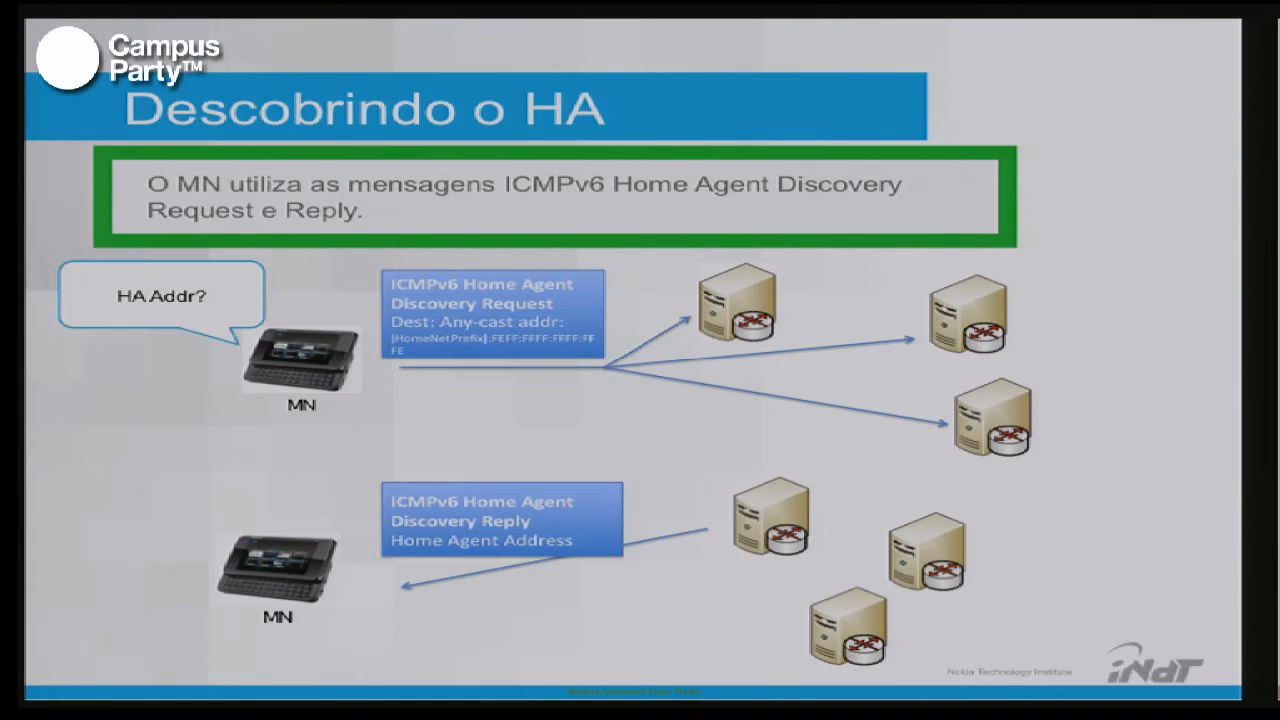 Campus
Party™
Descobrindo o HA
O MN utiliza as mensagens ICMPv6 Home Agent Discovery
Request e Reply.
HA Addr?
ICMPv6 Home Agent
Discovery Request
Dest: Any-cast addr:
[HomeNetPrefix]:FEFF:FFFF:FFFF:FF
FE
MN
ICMPv6 Home Agent
Discovery Reply
Home Agent Address
MN
Nokia Technology Institute
iNdT